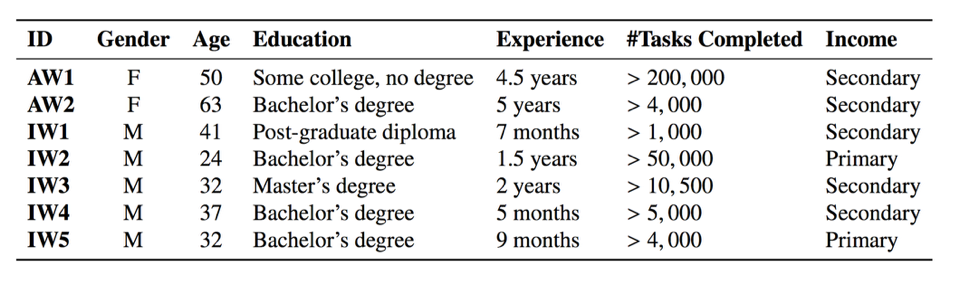 ID Gender Age Education Experience #Tasks Completed Income
AW1 F 50 Some college, no degree 4.5 years > 200, 000 Secondary
AW2 F 63 Bachelor's degree 5 years > 4, 000 Secondary
IW1 M 41 Post-graduate diploma 7 months > 1, 000 Secondary
IW2 M 24 Bachelor's degree 1.5 years > 50, 000 Primary
IW3 M 32 Master's degree 2 years > 10, 500 Secondary
IW4 M 37 Bachelor's degree 5 months > 5, 000 Secondary
IW5 M 32 Bachelor's degree 9 months > 4, 000 Primary